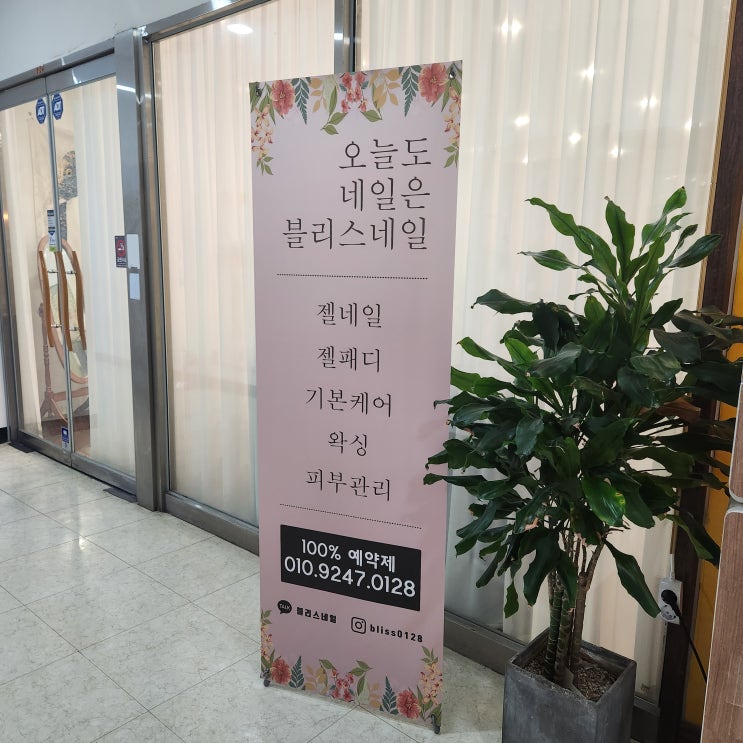 오늘도
네일은
블리스네일
젤네일
젤패디
기본케어
왁싱
피부관리
100% 예약제
010.9247.0128
TALK 블리스네일
bliss0128